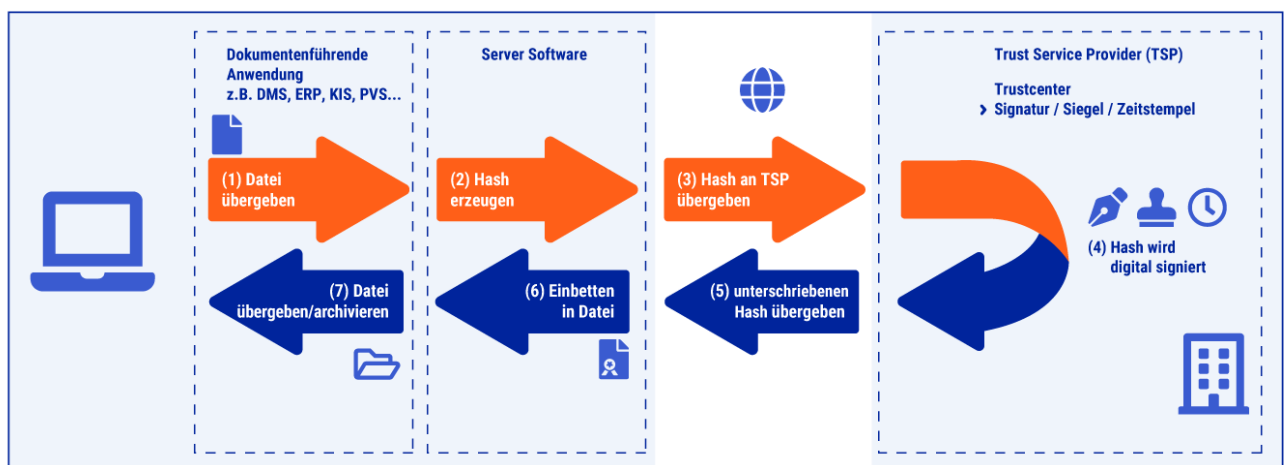 Dokumentenführende
Anwendung
z.B. DMS, ERP, KIS, PVS...
Server Software
Trust Service Provider (TSP)
Trustcenter
> Signatur / Siegel / Zeitstempel
(1) Datei
übergeben
(2) Hash
erzeugen
(3) Hash an TSP
übergeben
(4) Hash wird
digital signiert
(5) unterschriebenen
Hash übergeben
(6) Einbetten
in Datei
(7) Datei
übergeben/archivieren